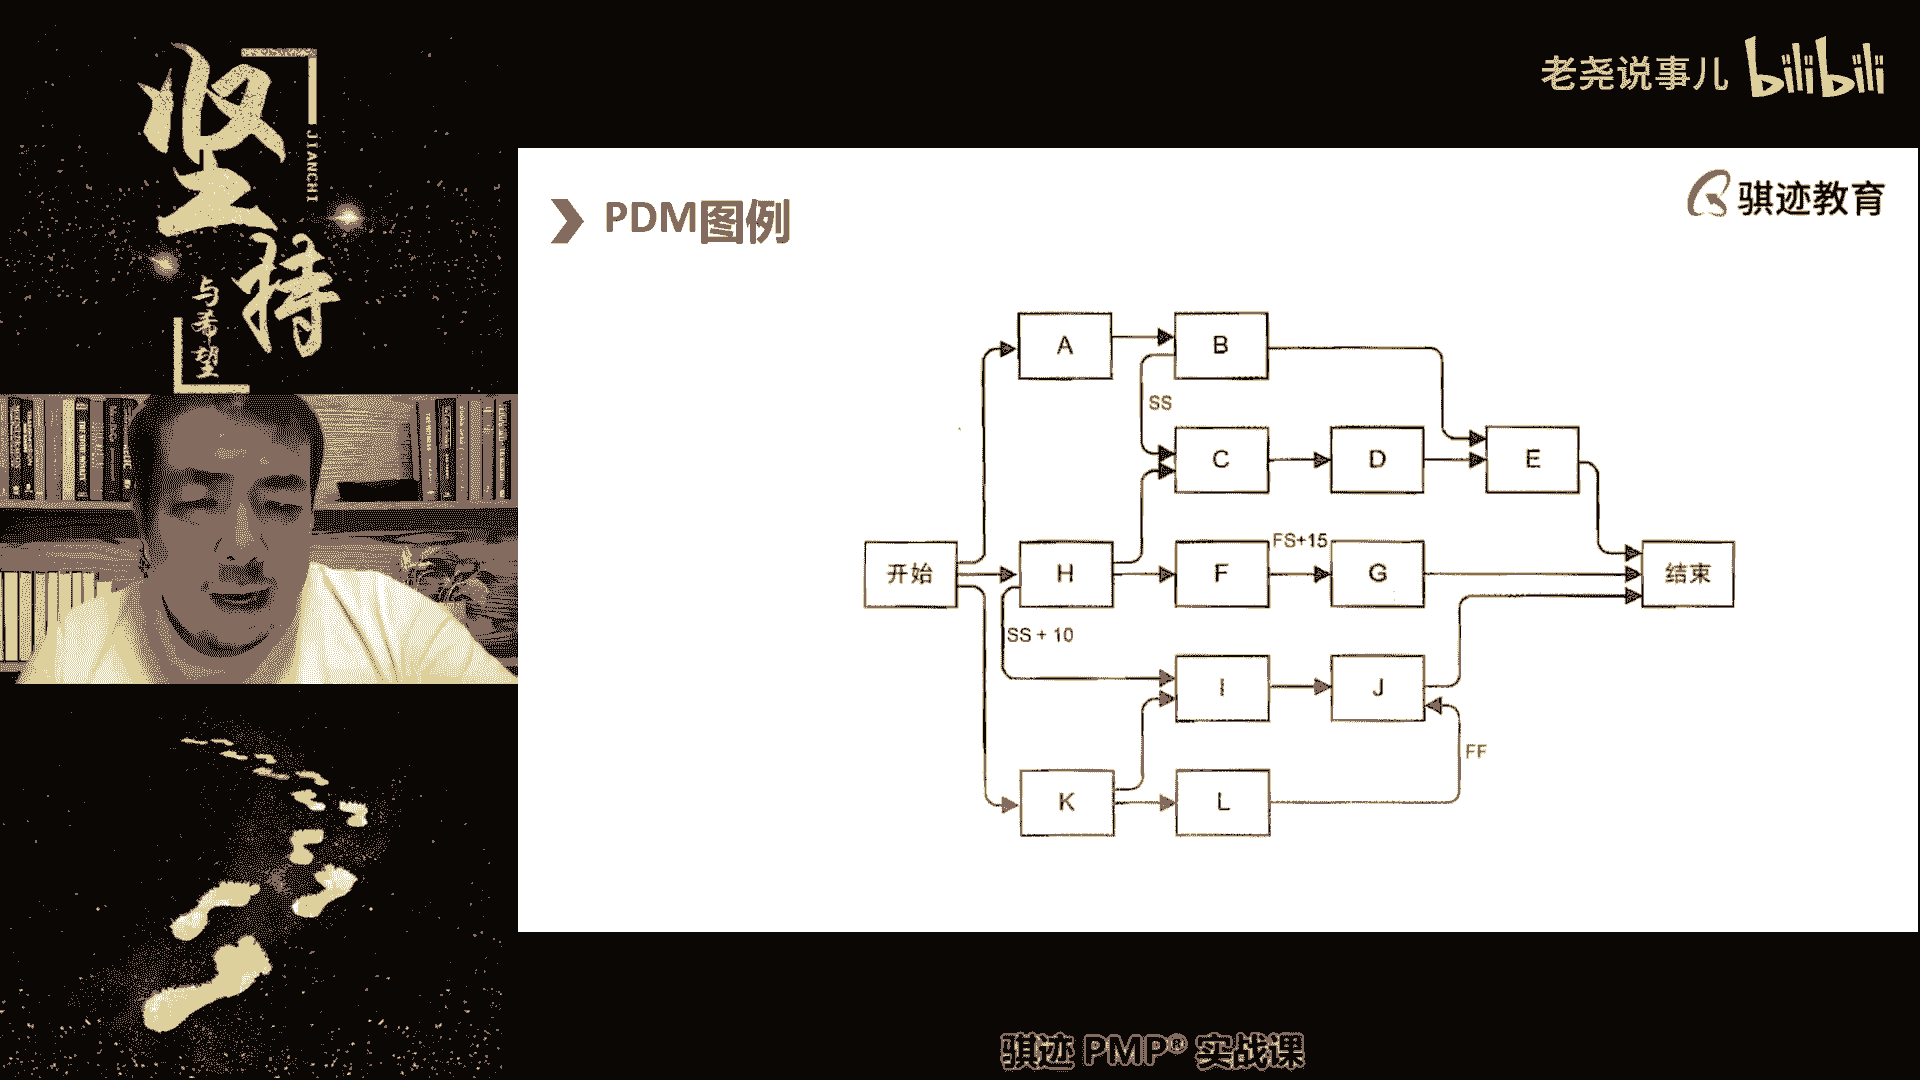 坚持
JIANCHI
与希望
老尧说事儿 bilibili
骐迹教育
PDM图例
A
B
SS
C
D
E
开始
H
F
FS+15
G
结束
SS + 10
I
J
FF
K
L
骐迹 PMP® 实战课